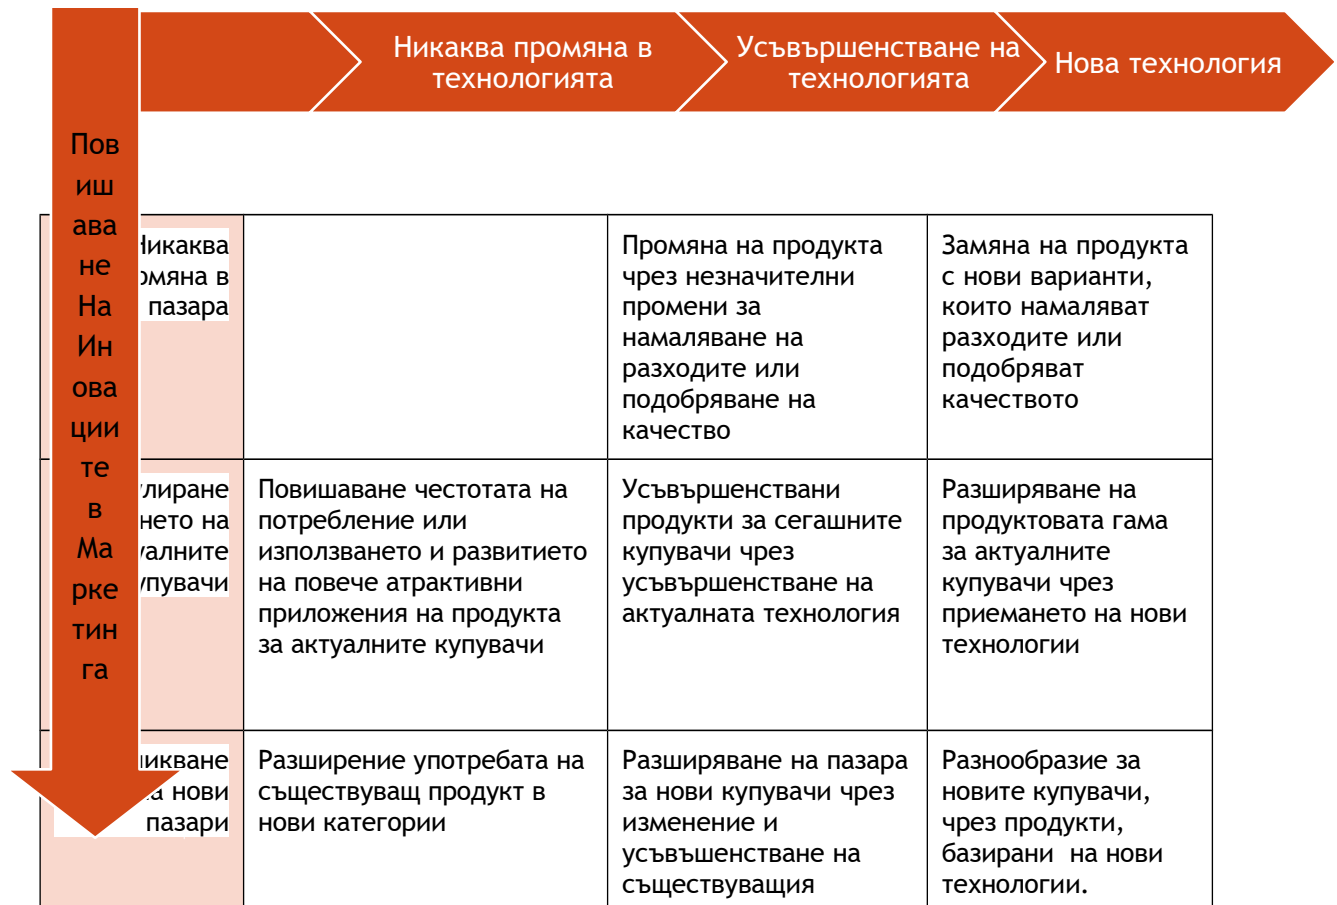 Никаква промяна в
технологията
Усъвършенстване на
технологията
Нова технология
Пов
иш
ава
не
На
Ин
ова
ции
те
в
Ма
рке
тин
га
пазара
Промяна на продукта
чрез незначителни
промени за
намаляване на
разходите или
подобряване на
качество
Замяна на продукта
с нови варианти,
които намаляват
разходите или
подобряват
качеството
Повишаване честотата на
потребление или
използването и развитието
на повече атрактивни
приложения на продукта
за актуалните купувачи
Усъвършенствани
продукти за сегашните
купувачи чрез
усъвършенстване на
актуалната технология
Разширяване на
продуктовата гама
за актуалните
купувачи чрез
приемането на нови
технологии
нови
пазари
Разширение употребата на
съществуващ продукт в
нови категории
Разширяване на пазара
за нови купувачи чрез
изменение и
усъвъшенстване на
съществуващия
Разнообразие за
новите купувачи,
чрез продукти,
базирани на нови
технологии.